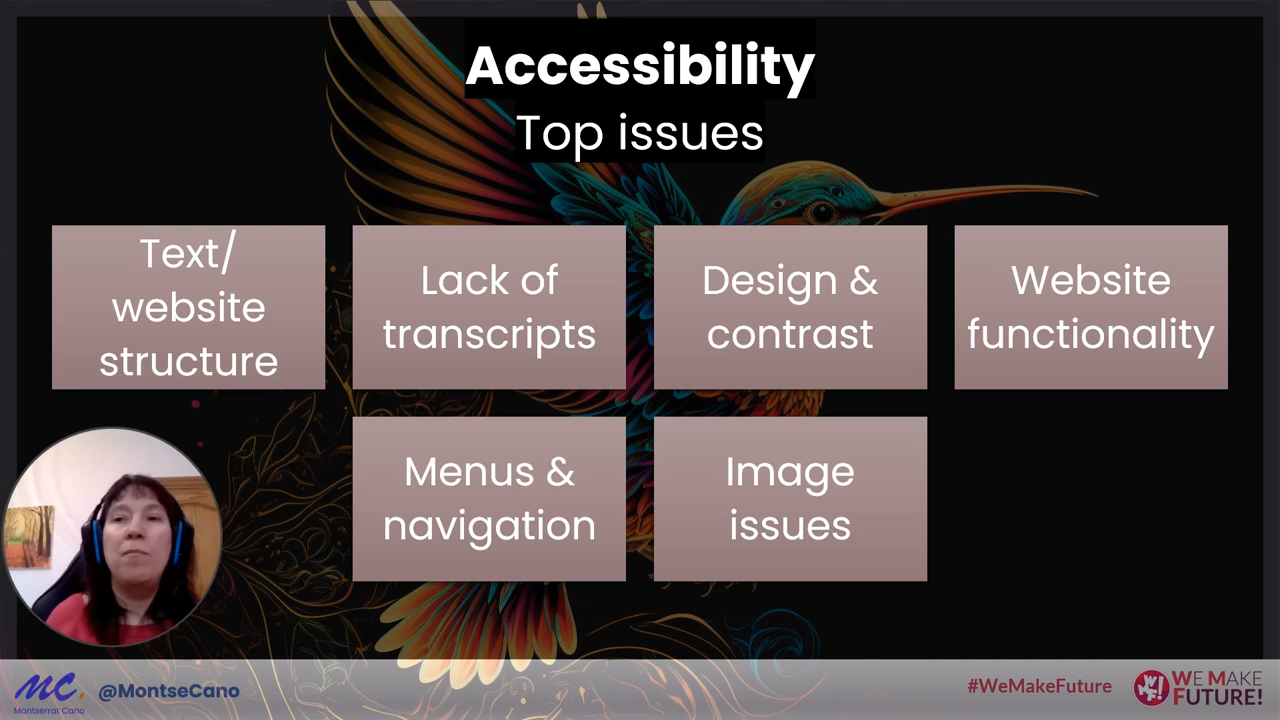 Accessibility
Top issues
Text/
website
structure
Lack of
transcripts
Design &
contrast
Website
functionality
Menus &
navigation
Image
issues
MC.
Montserrat Cano
@MontseCano
#WeMakeFuture
W!
WE MAKE
FUTURE!